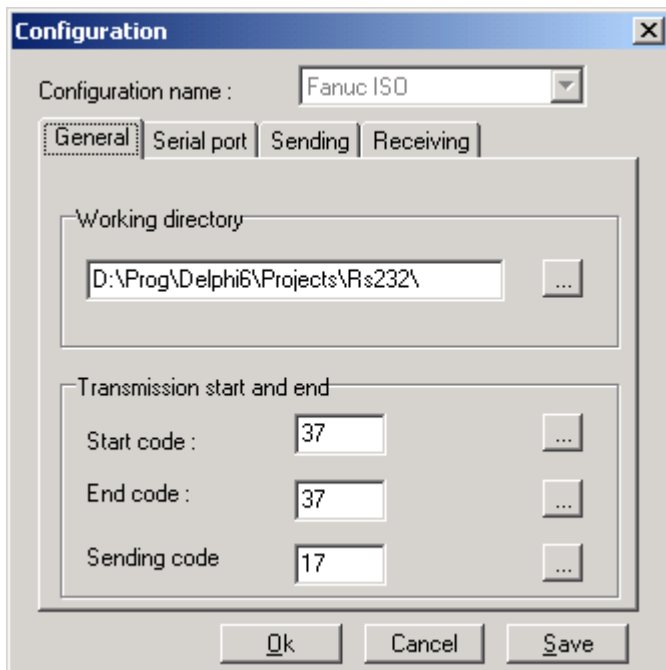 Configuration
Configuration name : Fanuc ISO
General Serial port Sending Receiving
Working directory
D:\Prog\Delphi6\Projects\Rs232\ ...
Transmission start and end
Start code : 37 ...
End code : 37 ...
Sending code 17 ...
Ok Cancel Save